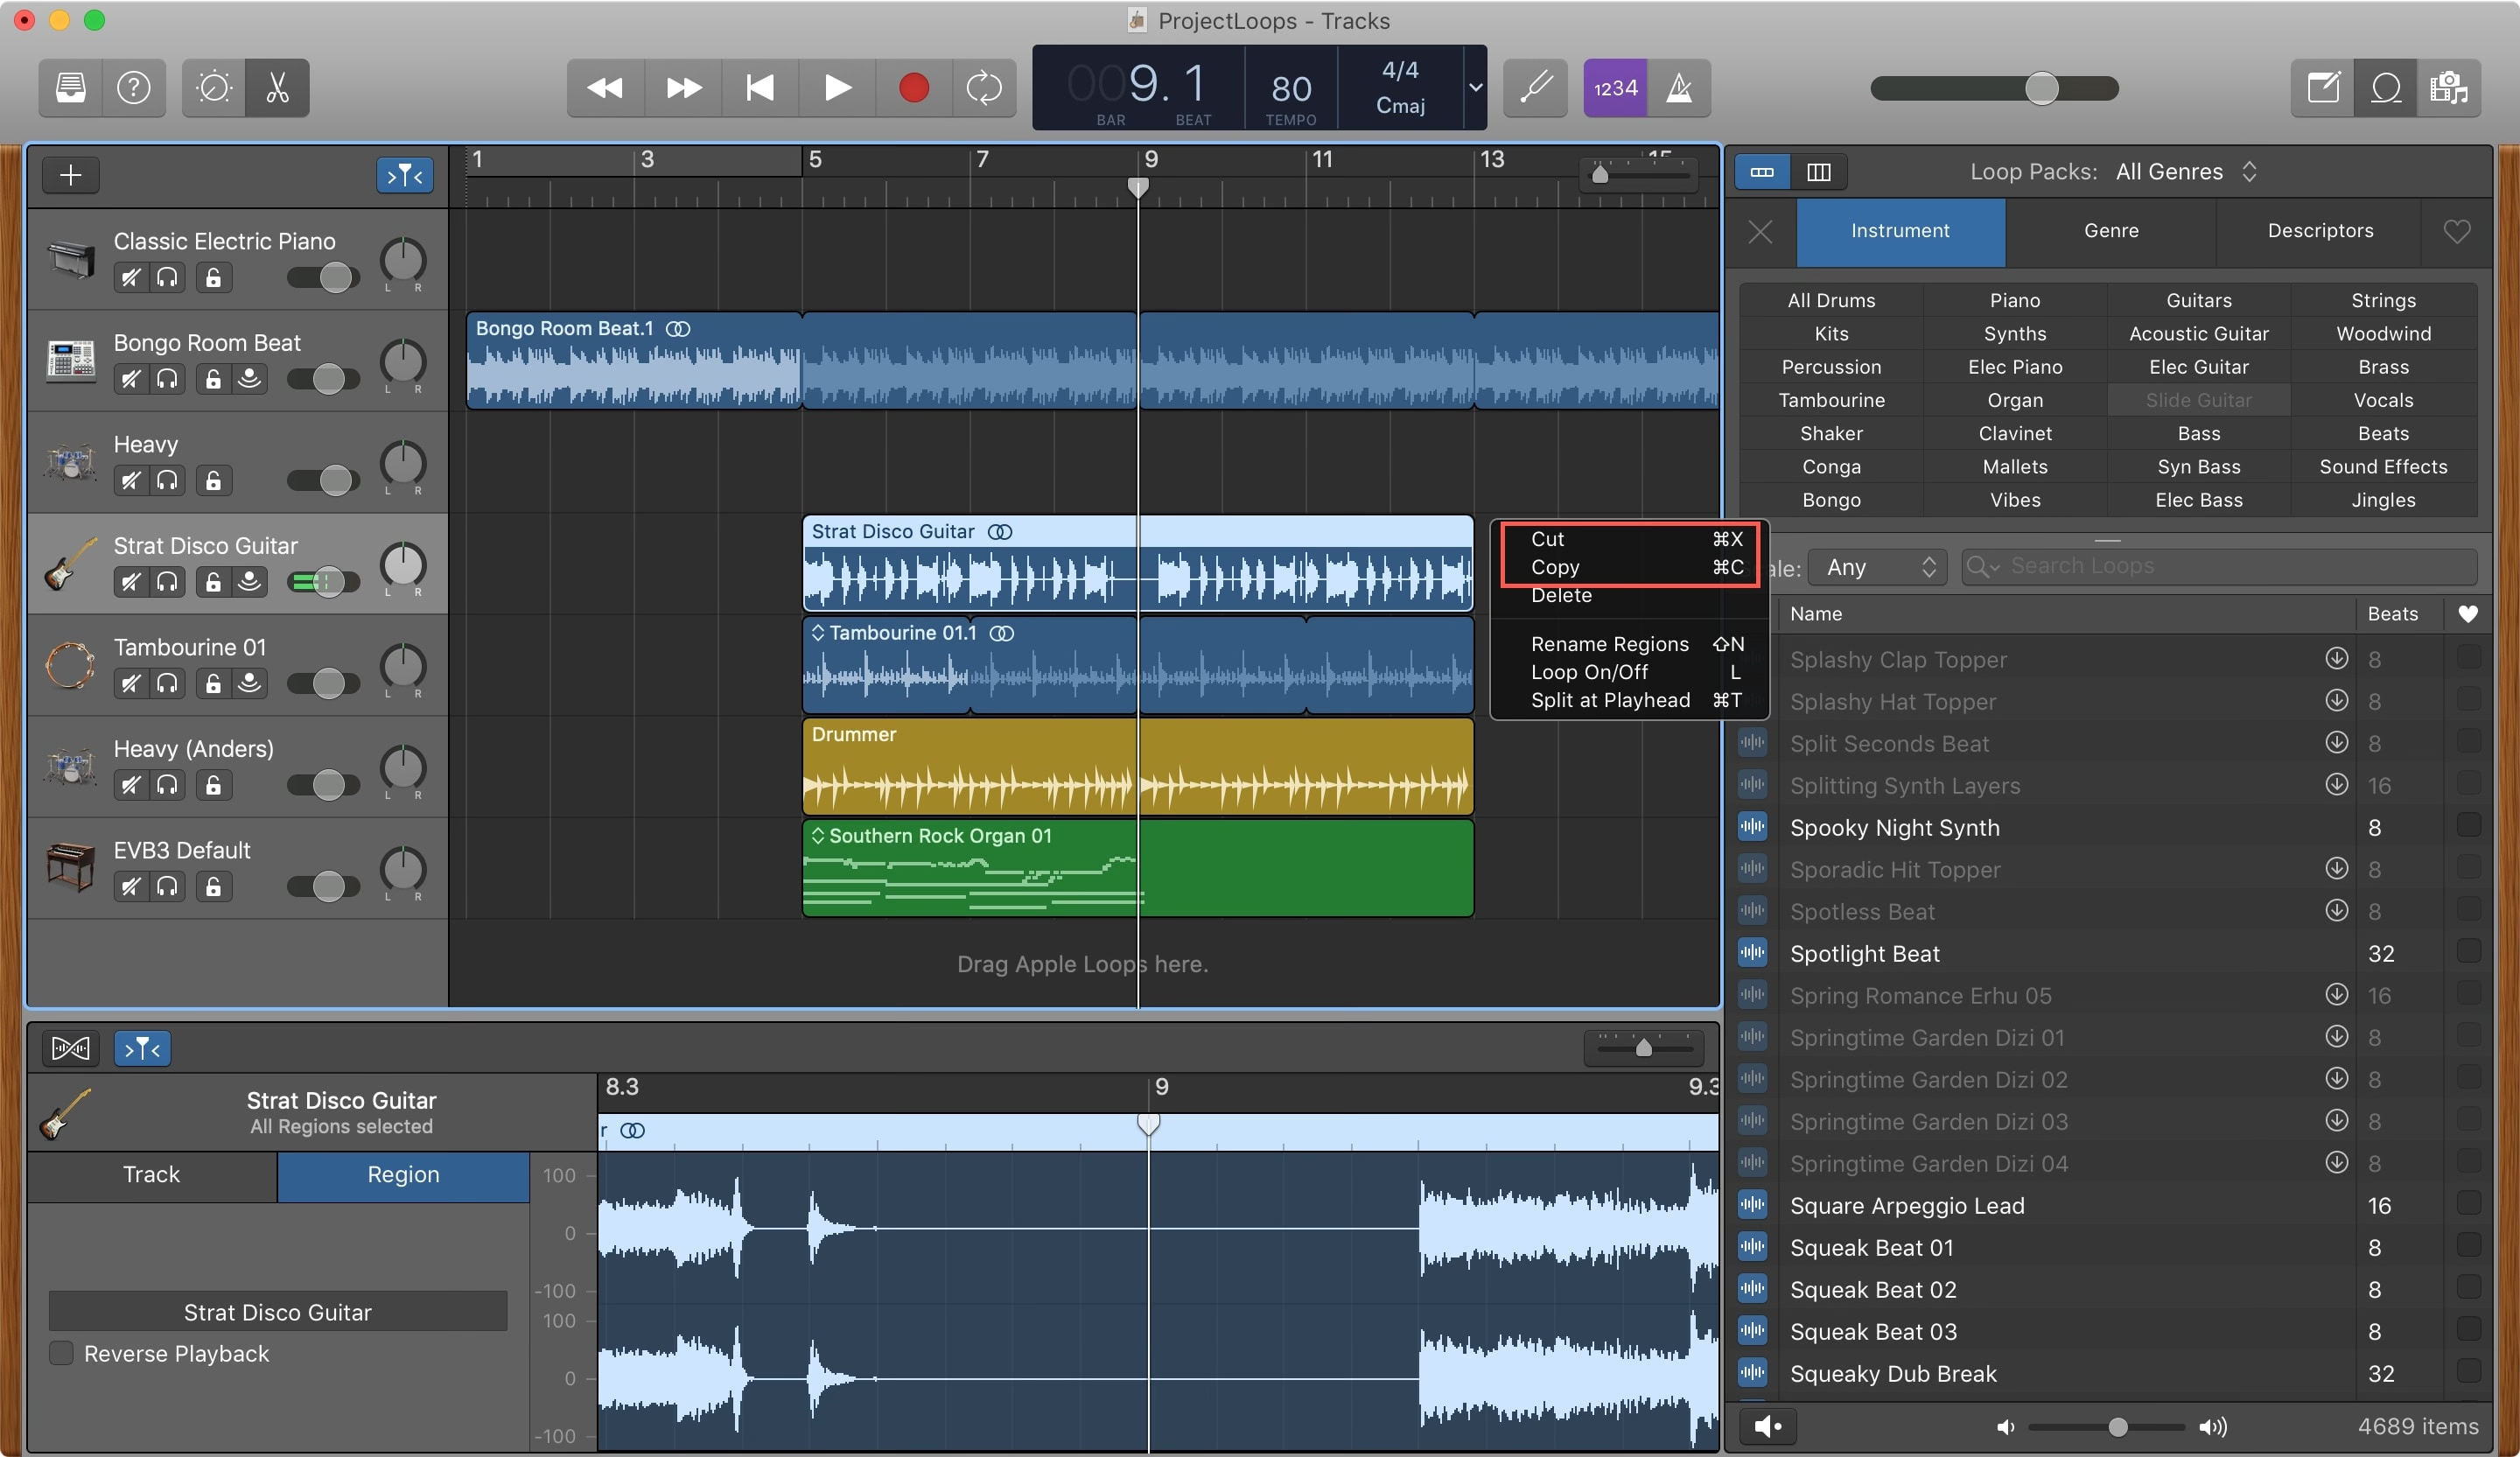 ProjectLoops - Tracks
1234
009. 1
BAR BEAT
80
TEMPO
4/4
Cmaj
1 3 5 7 9 11 13 15
Classic Electric Piano
L R
Bongo Room Beat
L R
Heavy
L R
Strat Disco Guitar
L R
Tambourine 01
L R
Heavy (Anders)
L R
EVB3 Default
L R
Bongo Room Beat.1
Strat Disco Guitar
Tambourine 01.1
Drummer
Southern Rock Organ 01
Drag Apple Loops here.
Cut ⌘X
Copy ⌘C
Delete
Rename Regions ⇧N
Loop On/Off L
Split at Playhead ⌘T
Loop Packs: All Genres
Instrument Genre Descriptors
All Drums Piano Guitars Strings
Kits Synths Acoustic Guitar Woodwind
Percussion Elec Piano Elec Guitar Brass
Tambourine Organ Slide Guitar Vocals
Shaker Clavinet Bass Beats
Conga Mallets Syn Bass Sound Effects
Bongo Vibes Elec Bass Jingles
ale: Any Search Loops
Name Beats
Splashy Clap Topper 8
Splashy Hat Topper 8
Split Seconds Beat 8
Splitting Synth Layers 16
Spooky Night Synth 8
Sporadic Hit Topper 8
Spotless Beat 8
Spotlight Beat 32
Spring Romance Erhu 05 16
Springtime Garden Dizi 01 8
Springtime Garden Dizi 02 8
Springtime Garden Dizi 03 8
Springtime Garden Dizi 04 8
Square Arpeggio Lead 16
Squeak Beat 01 8
Squeak Beat 02 8
Squeak Beat 03 8
Squeaky Dub Break 32
4689 items
8.3 9 9.3
r
Strat Disco Guitar
All Regions selected
Track Region
Strat Disco Guitar
Reverse Playback
100
0
-100
100
0
-100